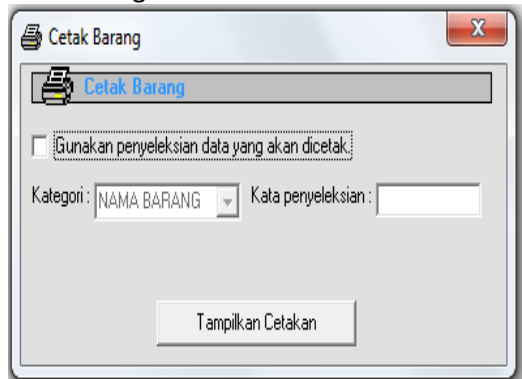 Cetak Barang
Cetak Barang
Gunakan penyeleksian data yang akan dicetak.
Kategori : NAMA BARANG Kata penyeleksian :
Tampilkan Cetakan